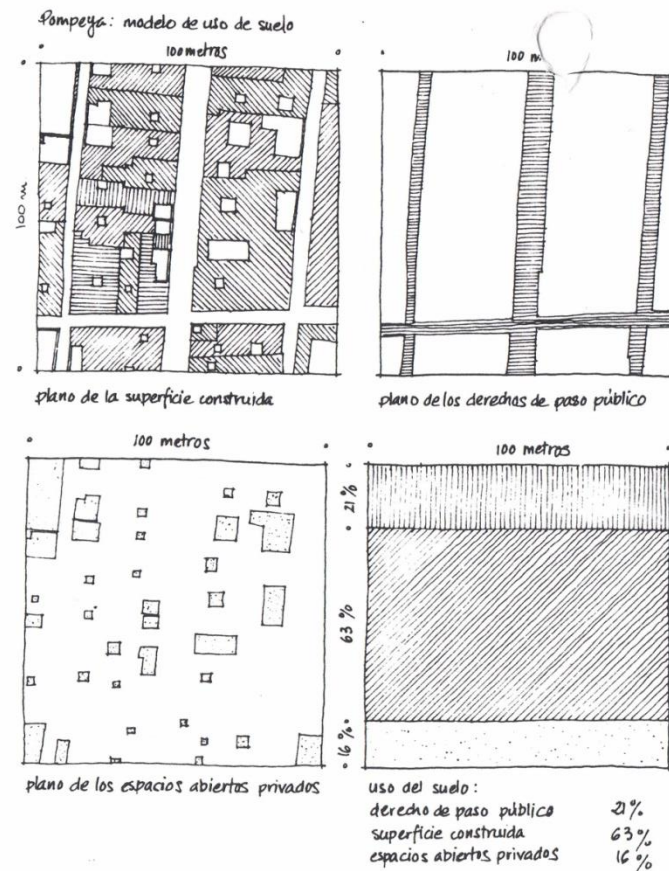 Pompeya: modelo de uso de suelo
100 metros
100 m
100 m
plano de la superficie construida
plano de los derechos de paso público
100 metros
100 metros
21%
63%
16%
plano de los espacios abiertos privados
uso del suelo:
derecho de paso público 21%
superficie construida 63%
espacios abiertos privados 16%